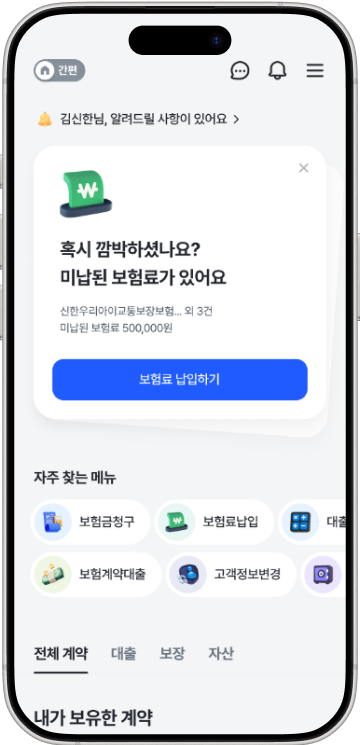 간편
김신한님, 알려드릴 사항이 있어요
혹시 깜박하셨나요?
미납된 보험료가 있어요
신한우리아이교통보장보험... 외 3건
미납된 보험료 500,000원
보험료 납입하기
자주 찾는 메뉴
보험금청구 보험료납입 대출
보험계약대출 고객정보변경
전체 계약 대출 보장 자산
내가 보유한 계약